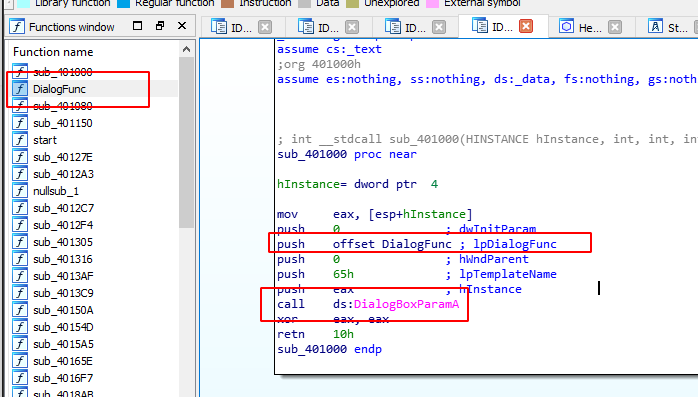 Library function Regular function Instruction Data Unexplored External symbol
Functions window
ID... ID... ID... ID... He... A St...
Function name
sub_401000
DialogFunc
sub_401080
sub_401150
start
sub_40127E
sub_4012A3
nullsub_1
sub_4012C7
sub_4012F4
sub_401305
sub_401316
sub_4013AF
sub_4013C9
sub_40150A
sub_40154D
sub_4015A5
sub_40165E
sub_4016F7
sub_4018AB
assume cs:_text
;org 401000h
assume es:nothing, ss:nothing, ds:_data, fs:nothing, gs:not
; int __stdcall sub_401000(HINSTANCE hInstance, int, int, in
sub_401000 proc near
hInstance= dword ptr 4
mov eax, [esp+hInstance]
push 0 ; dwInitParam
push offset DialogFunc ; lpDialogFunc
push 0 ; hWndParent
push 65h ; lpTemplateName
push eax ; hInstance
call ds:DialogBoxParamA
xor eax, eax
retn 10h
sub_401000 endp